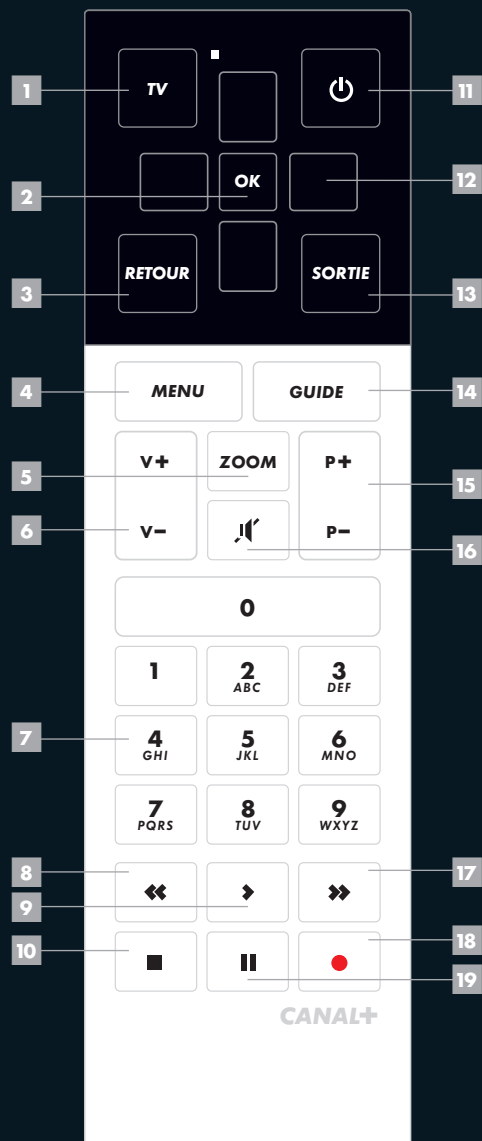 1 TV 11
2 OK 12
3 RETOUR SORTIE 13
4 MENU GUIDE 14
V+ ZOOM P+
5 15
6 V- P- 16
0
1 2 3
ABC DEF
7 4 5 6
GHI JKL MNO
7 8 9
PQRS TUV WXYZ
8 17
9
10 18
19
CANAL+